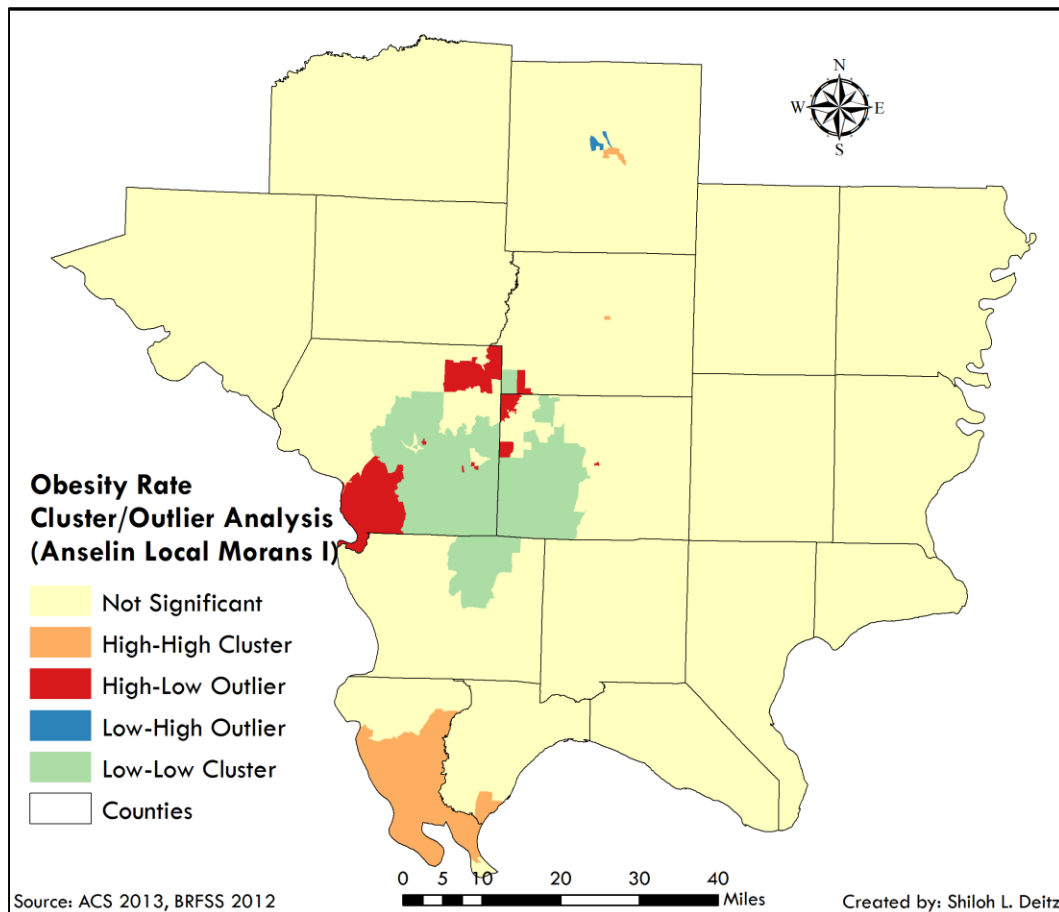 N
W E
S
Obesity Rate
Cluster/Outlier Analysis
(Anselin Local Morans I)
Not Significant
High-High Cluster
High-Low Outlier
Low-High Outlier
Low-Low Cluster
Counties
0 5 10 20 30 40
Miles
Source: ACS 2013, BRFSS 2012
Created by: Shiloh L. Deitz